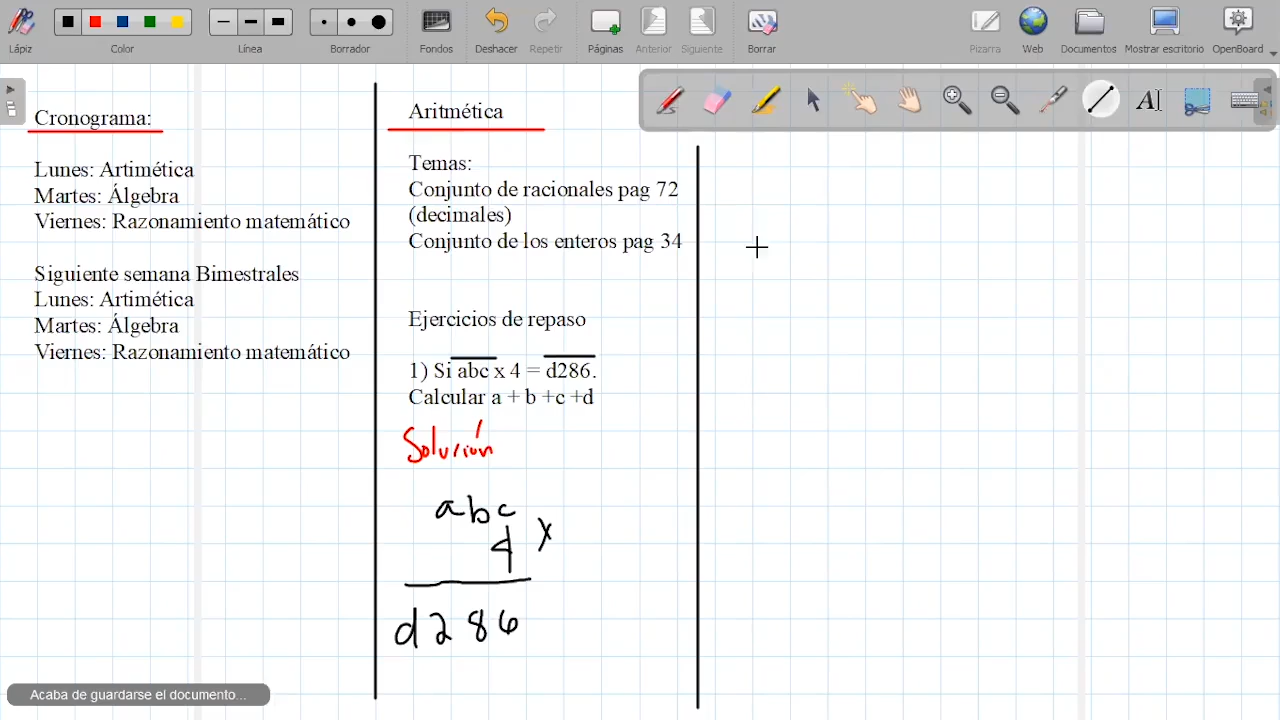 Lápiz
Color
Línea
Borrador
Fondos
Deshacer
Repetir
Páginas
Anterior
Siguiente
Borrar
Pizarra
Web
Documentos
Mostrar escritorio
OpenBoard
Cronograma:
Lunes: Artimética
Martes: Álgebra
Viernes: Razonamiento matemático
Siguiente semana Bimestrales
Lunes: Artimética
Martes: Álgebra
Viernes: Razonamiento matemático
Aritmética
Temas:
Conjunto de racionales pag 72
(decimales)
Conjunto de los enteros pag 34
Ejercicios de repaso
1) Si abc x 4 = d286.
Calcular a + b +c +d
Solución
abc
4 x
d286
Acaba de guardarse el documento...